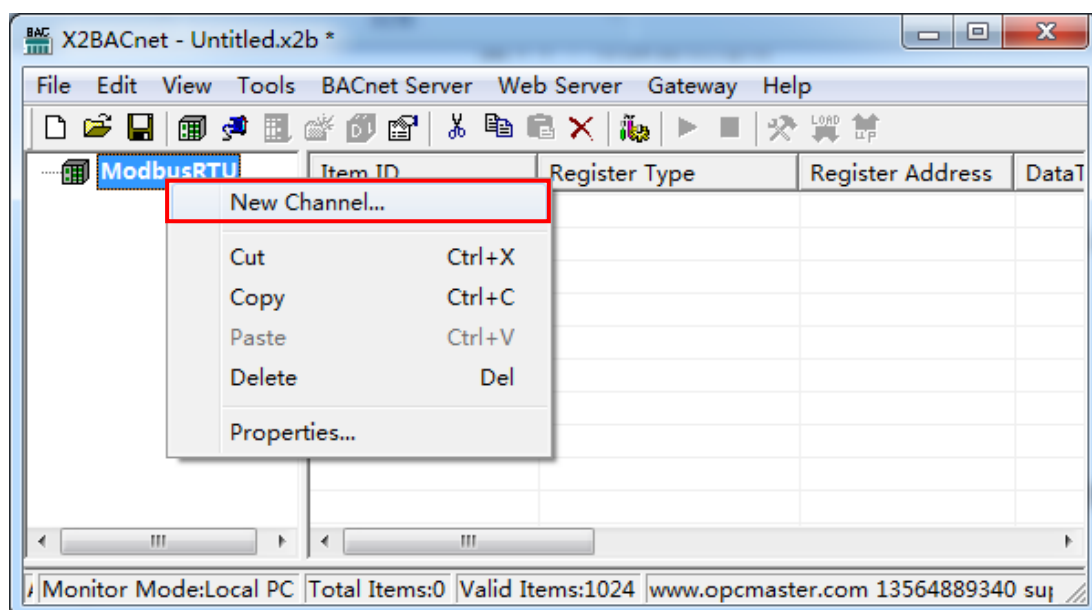 BAC X2BACnet - Untitled.x2b *
File Edit View Tools BACnet Server Web Server Gateway Help
ModbusRTU Item ID Register Type Register Address DataT
New Channel...
Cut Ctrl+X
Copy Ctrl+C
Paste Ctrl+V
Delete Del
Properties...
Monitor Mode:Local PC Total Items:0 Valid Items:1024 www.opcmaster.com 13564889340